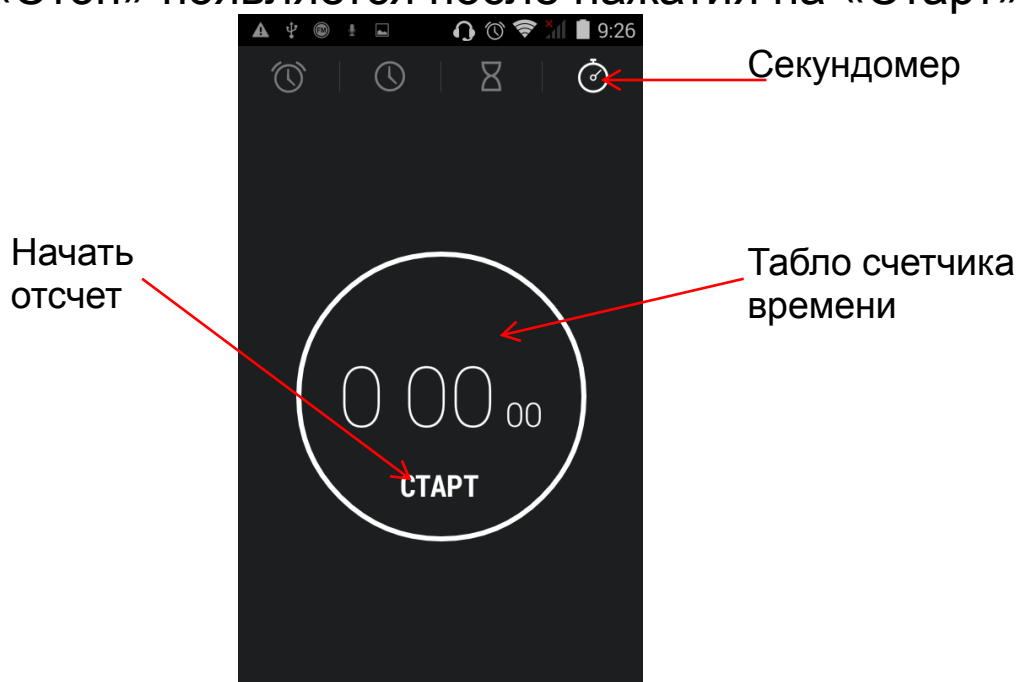 «Стоп» появляется после нажатия на «Старт»
9:26
Секундомер
Начать
отсчет
Табло счетчика
времени
0 00 00
СТАРТ